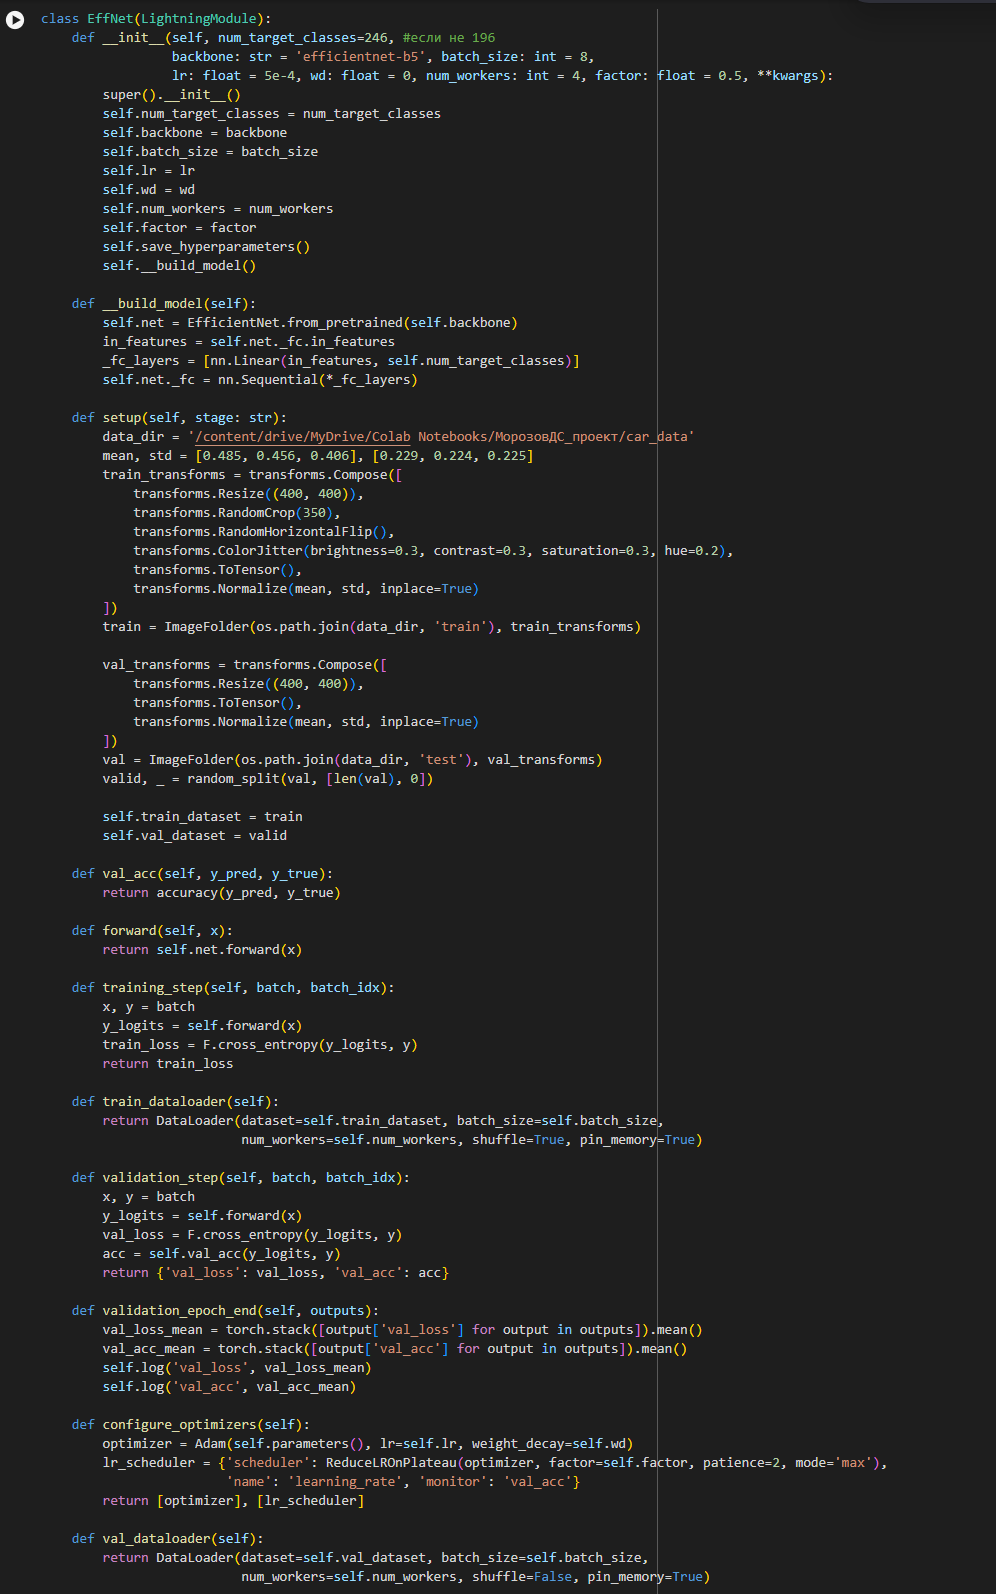 class EffNet(LightningModule):
    def __init__(self, num_target_classes=246, #если не 196
                 backbone: str = 'efficientnet-b5', batch_size: int = 8,
                 lr: float = 5e-4, wd: float = 0, num_workers: int = 4, factor: float = 0.5, **kwargs):
        super().__init__()
        self.num_target_classes = num_target_classes
        self.backbone = backbone
        self.batch_size = batch_size
        self.lr = lr
        self.wd = wd
        self.num_workers = num_workers
        self.factor = factor
        self.save_hyperparameters()
        self.__build_model()

    def __build_model(self):
        self.net = EfficientNet.from_pretrained(self.backbone)
        in_features = self.net._fc.in_features
        _fc_layers = [nn.Linear(in_features, self.num_target_classes)]
        self.net._fc = nn.Sequential(*_fc_layers)

    def setup(self, stage: str):
        data_dir = '/content/drive/MyDrive/Colab Notebooks/МорозовДС_проект/car_data'
        mean, std = [0.485, 0.456, 0.406], [0.229, 0.224, 0.225]
        train_transforms = transforms.Compose([
            transforms.Resize((400, 400)),
            transforms.RandomCrop(350),
            transforms.RandomHorizontalFlip(),
            transforms.ColorJitter(brightness=0.3, contrast=0.3, saturation=0.3, hue=0.2),
            transforms.ToTensor(),
            transforms.Normalize(mean, std, inplace=True)
        ])
        train = ImageFolder(os.path.join(data_dir, 'train'), train_transforms)

        val_transforms = transforms.Compose([
            transforms.Resize((400, 400)),
            transforms.ToTensor(),
            transforms.Normalize(mean, std, inplace=True)
        ])
        val = ImageFolder(os.path.join(data_dir, 'test'), val_transforms)
        valid, _ = random_split(val, [len(val), 0])

        self.train_dataset = train
        self.val_dataset = valid

    def val_acc(self, y_pred, y_true):
        return accuracy(y_pred, y_true)

    def forward(self, x):
        return self.net.forward(x)

    def training_step(self, batch, batch_idx):
        x, y = batch
        y_logits = self.forward(x)
        train_loss = F.cross_entropy(y_logits, y)
        return train_loss

    def train_dataloader(self):
        return DataLoader(dataset=self.train_dataset, batch_size=self.batch_size,
                          num_workers=self.num_workers, shuffle=True, pin_memory=True)

    def validation_step(self, batch, batch_idx):
        x, y = batch
        y_logits = self.forward(x)
        val_loss = F.cross_entropy(y_logits, y)
        acc = self.val_acc(y_logits, y)
        return {'val_loss': val_loss, 'val_acc': acc}

    def validation_epoch_end(self, outputs):
        val_loss_mean = torch.stack([output['val_loss'] for output in outputs]).mean()
        val_acc_mean = torch.stack([output['val_acc'] for output in outputs]).mean()
        self.log('val_loss', val_loss_mean)
        self.log('val_acc', val_acc_mean)

    def configure_optimizers(self):
        optimizer = Adam(self.parameters(), lr=self.lr, weight_decay=self.wd)
        lr_scheduler = {'scheduler': ReduceLROnPlateau(optimizer, factor=self.factor, patience=2, mode='max'),
                        'name': 'learning_rate', 'monitor': 'val_acc'}
        return [optimizer], [lr_scheduler]

    def val_dataloader(self):
        return DataLoader(dataset=self.val_dataset, batch_size=self.batch_size,
                          num_workers=self.num_workers, shuffle=False, pin_memory=True)